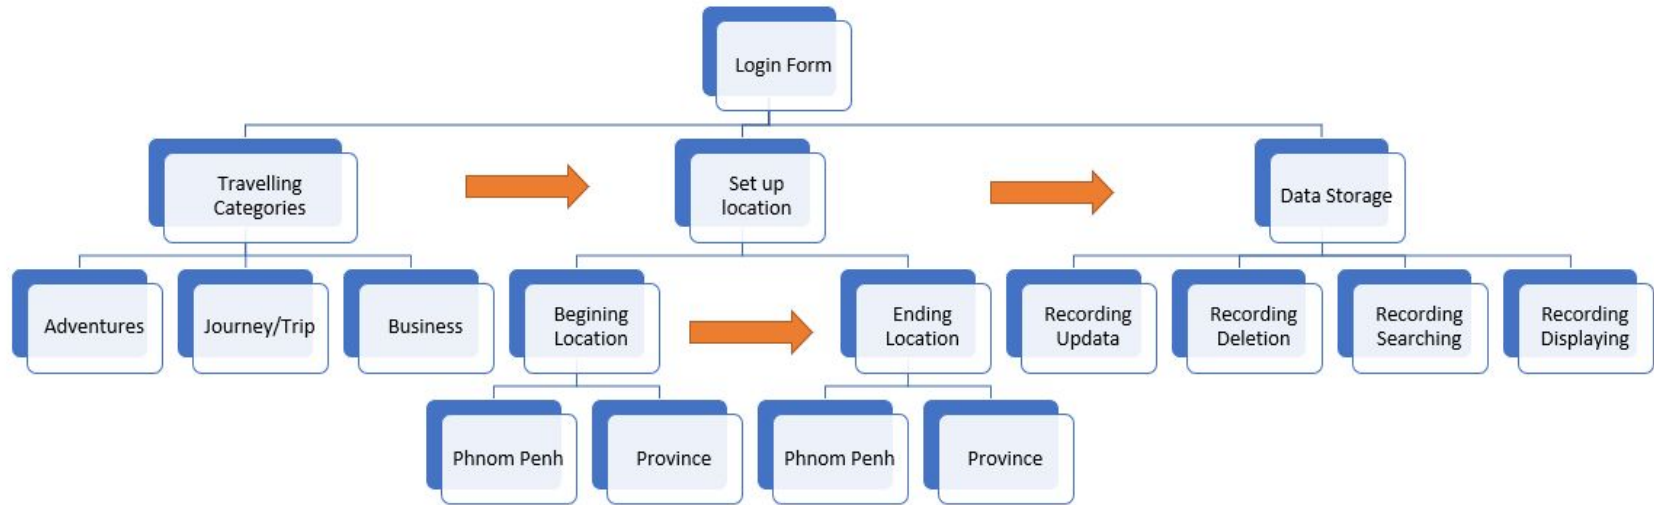 Login Form
Travelling
Categories
Set up
location
Data Storage
Adventures
Journey/Trip
Business
Begining
Location
Ending
Location
Recording
Updata
Recording
Deletion
Recording
Searching
Recording
Displaying
Phnom Penh
Province
Phnom Penh
Province